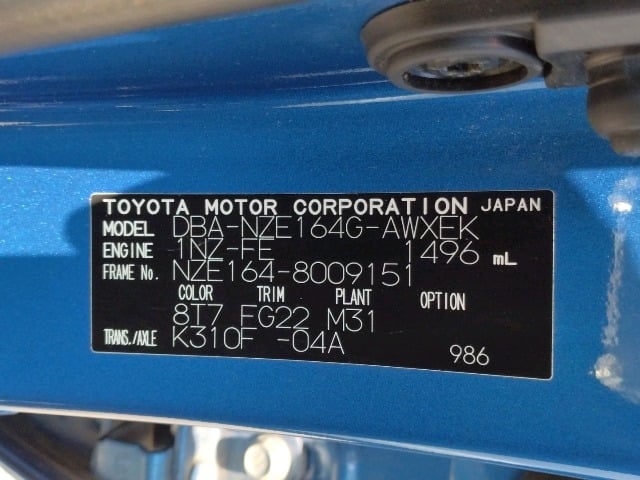 TOYOTA MOTOR CORPORATION JAPAN
MODEL DBA-NZE164G-AWXEK
ENGINE 1NZ-FE 1496 mL
FRAME No. NZE164-8009151
COLOR TRIM PLANT OPTION
8T7 FG22 M31
TRANS./AXLE K310F -04A
986